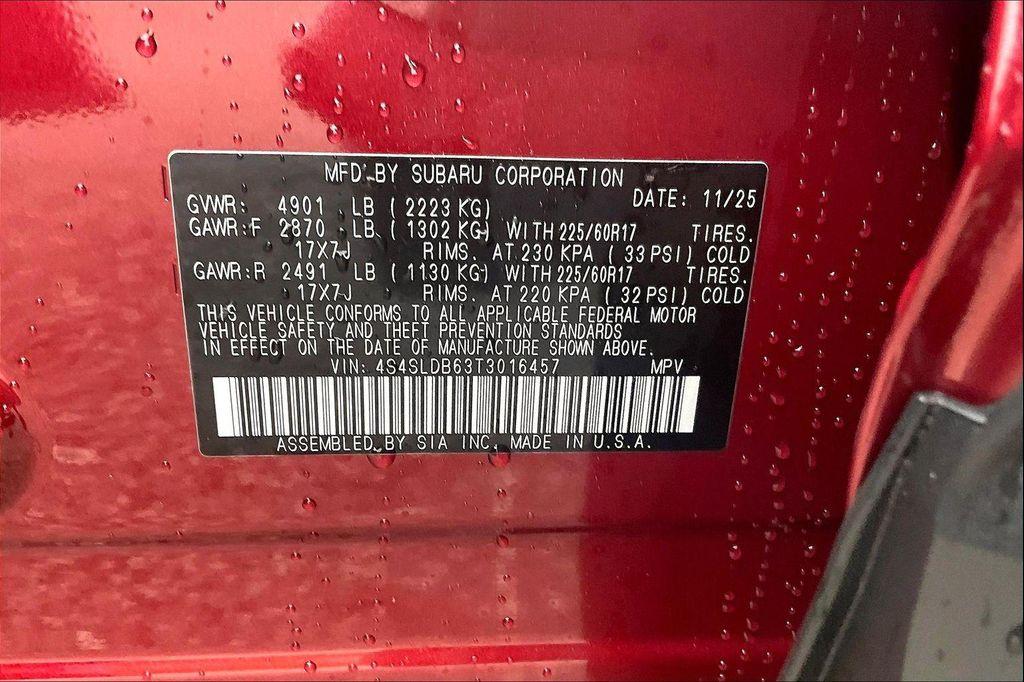 MFD. BY SUBARU CORPORATION
DATE: 11/25
GVWR: 4901 LB ( 2223 KG)
GAWR:F 2870 LB ( 1302 KG) WITH 225/60R17 TIRES.
17X7J RIMS. AT 230 KPA ( 33 PSI) COLD
GAWR:R 2491 LB ( 1130 KG) WITH 225/60R17 TIRES.
17X7J RIMS. AT 220 KPA ( 32 PSI) COLD
THIS VEHICLE CONFORMS TO ALL APPLICABLE FEDERAL MOTOR
VEHICLE SAFETY AND THEFT PREVENTION STANDARDS
IN EFFECT ON THE DATE OF MANUFACTURE SHOWN ABOVE.
VIN: 4S4SLDB63T3016457 MPV
ASSEMBLED BY SIA INC. MADE IN U.S.A.